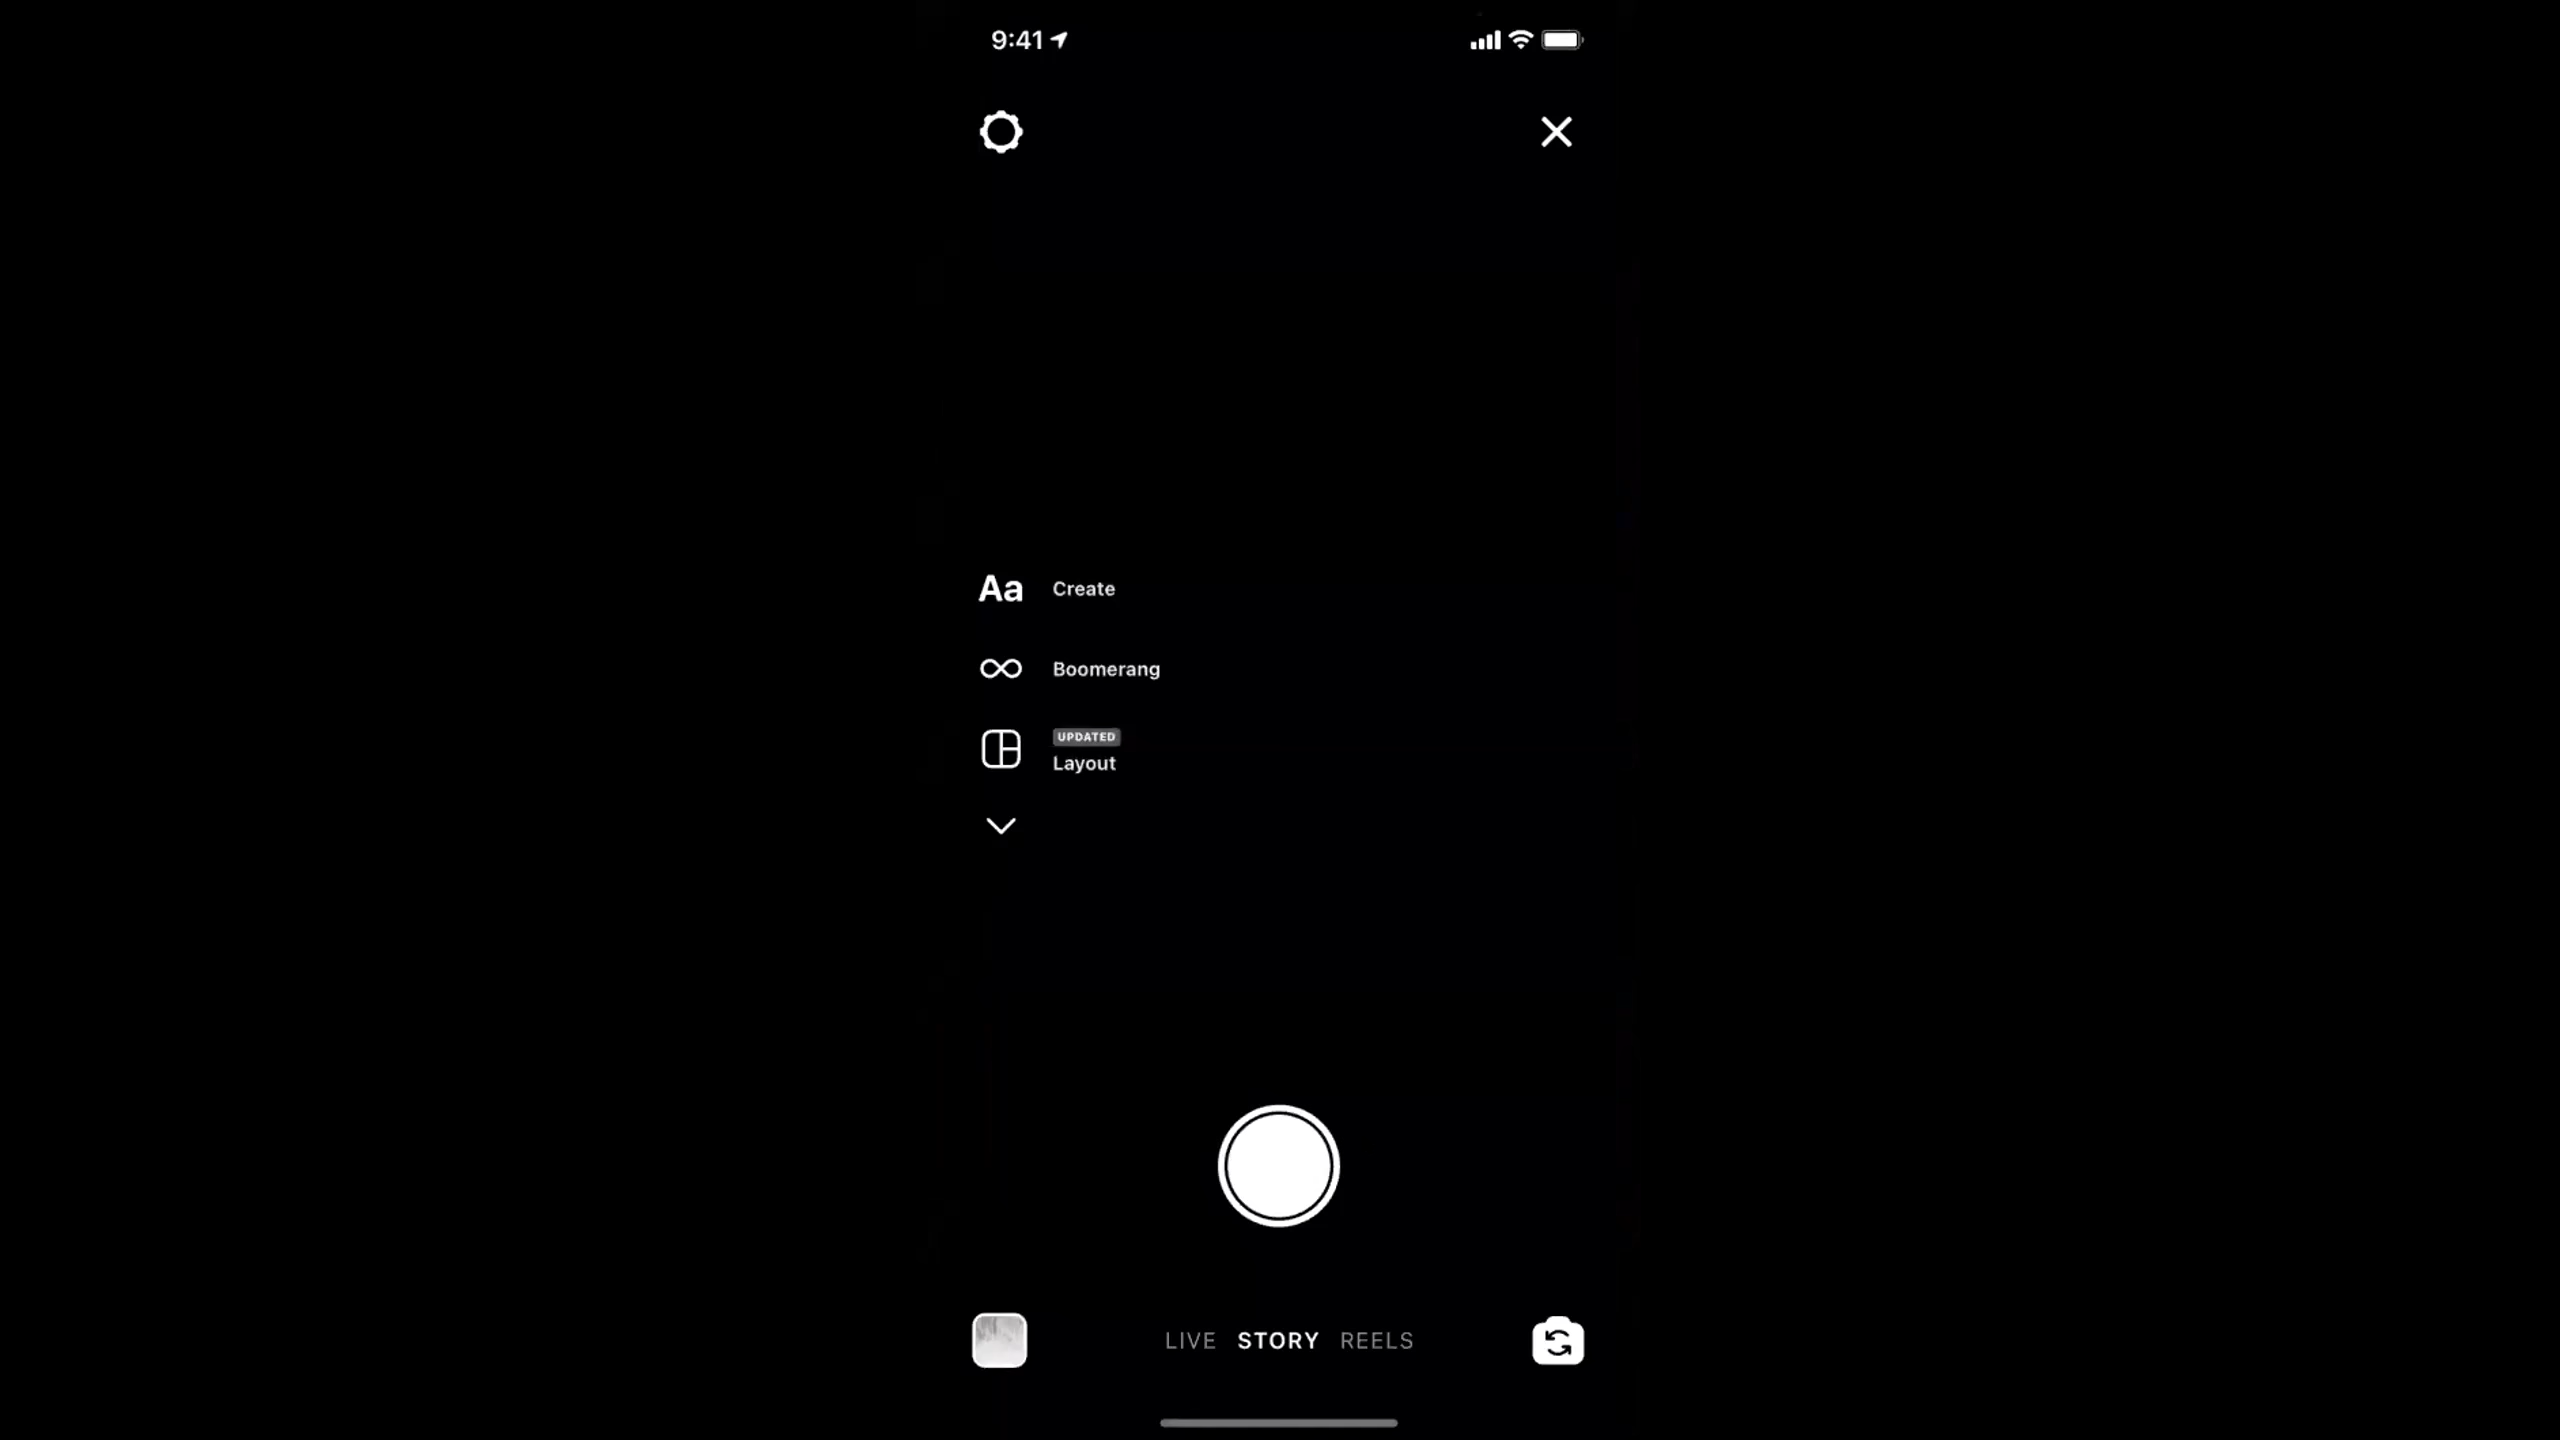 9:41
Aa Create
Boomerang
UPDATED
Layout
LIVE STORY REELS